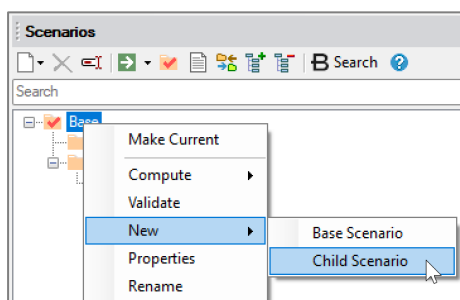 Scenarios
Search
Search
Base
Make Current
Compute
Validate
New
Properties
Rename
Base Scenario
Child Scenario